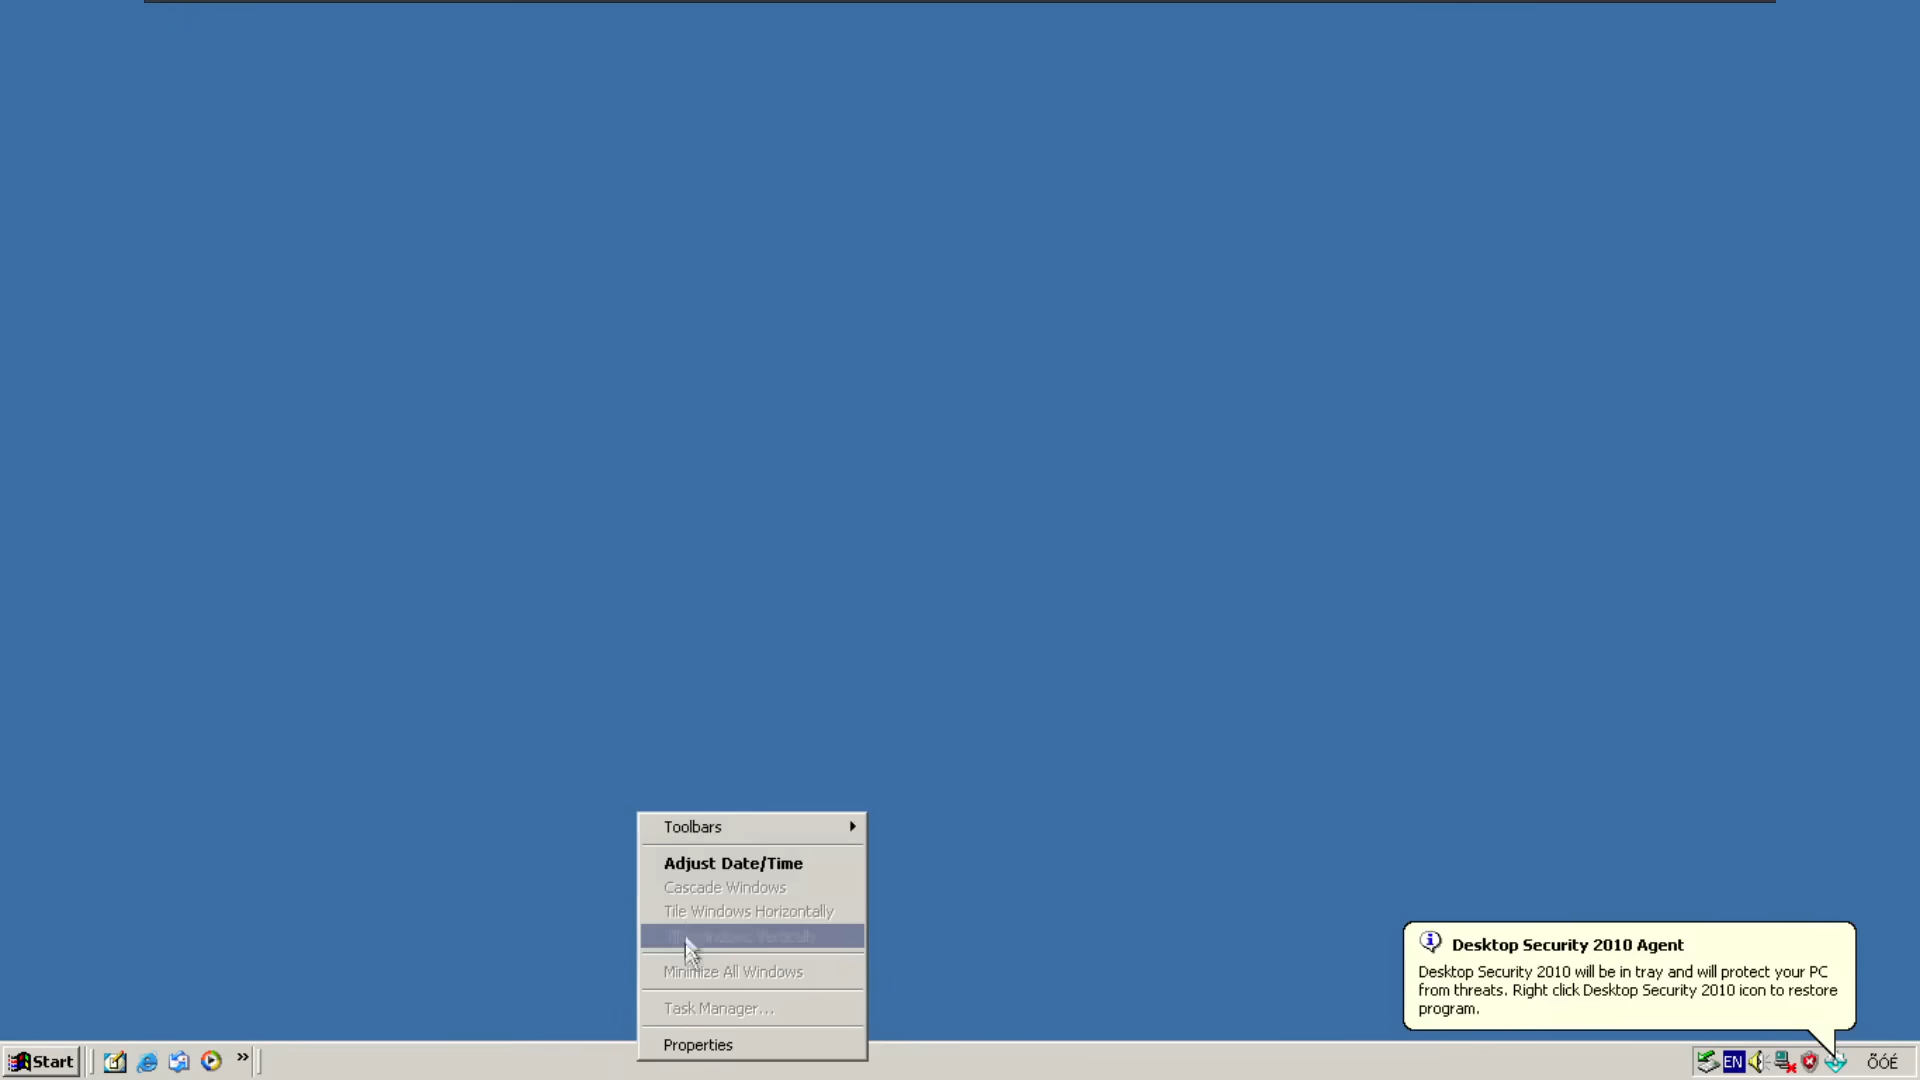 Toolbars
Adjust Date/Time
Cascade Windows
Tile Windows Horizontally
Minimize All Windows
Task Manager...
Properties
Desktop Security 2010 Agent
Desktop Security 2010 will be in tray and will protect your PC
from threats. Right click Desktop Security 2010 icon to restore
program.
Start
»
EN
ÕÓÉ